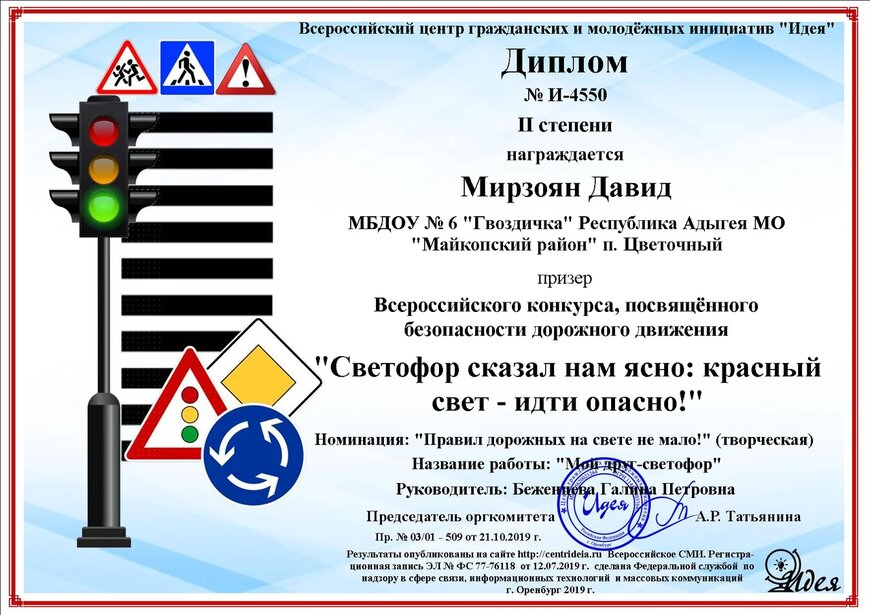 Всероссийский центр гражданских и молодёжных инициатив "Идея"
Диплом
№ И-4550
II степени
награждается
Мирзоян Давид
МБДОУ № 6 "Гвоздичка" Республика Адыгея МО
"Майкопский район" п. Цветочный
призер
Всероссийского конкурса, посвящённого
безопасности дорожного движения
"Светофор сказал нам ясно: красный
свет - идти опасно!"
Номинация: "Правил дорожных на свете не мало!" (творческая)
Название работы: "Мой друг-светофор"
Руководитель: Беженцева Галина Петровна
Председатель оргкомитета
А.Р. Татьянина
Идея
Пр. № 03/01 - 509 от 21.10.2019 г.
Результаты опубликованы на сайте http://centrideia.ru Всероссийское СМИ. Регистра-
ционная запись ЭЛ № ФС 77-76118 от 12.07.2019 г. сделана Федеральной службой по
надзору в сфере связи, информационных технологий и массовых коммуникаций
г. Оренбург 2019 г.
Идея